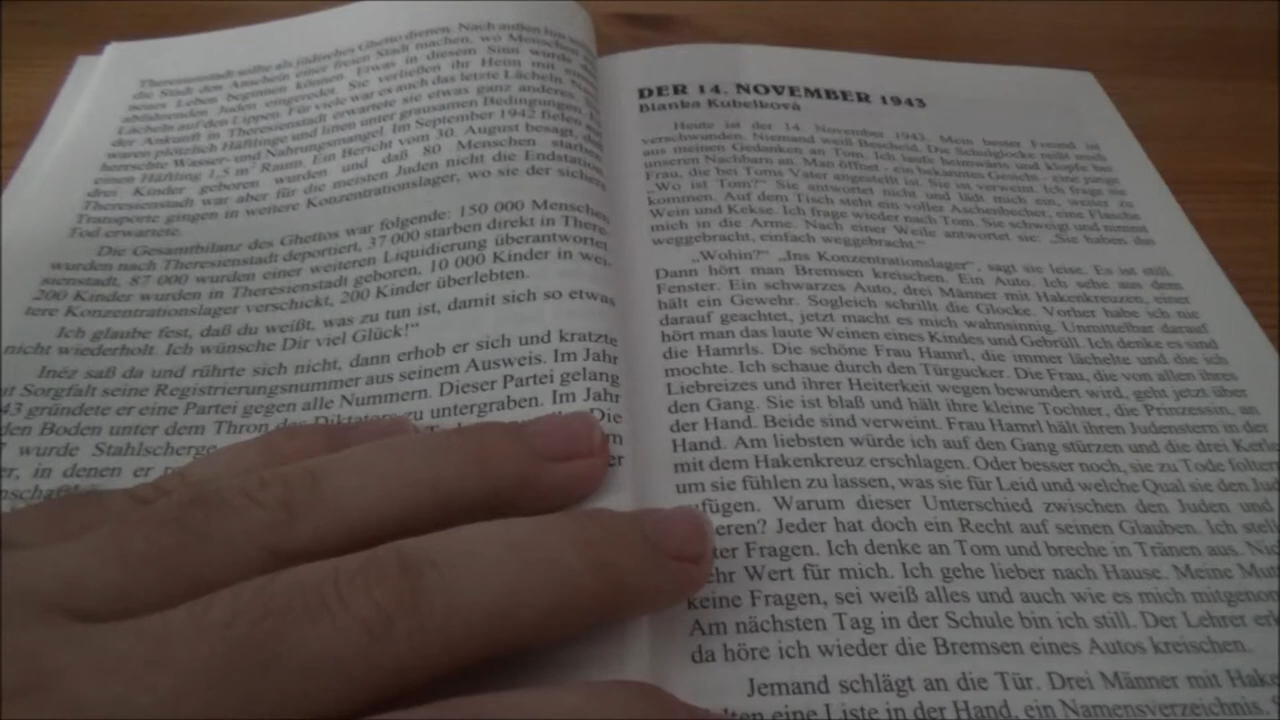 Theresienstadt sollte als jüdisches Ghetto dienen. Nach außen hin
die Stadt den Anschein einer freien Stadt machen, wo Menschen
neues Leben beginnen können. Etwas in diesem Sinn wurde
abfahrenden Juden eingeredet. Sie verließen ihr Heim mit
Lächeln auf den Lippen. Für viele war es auch das letzte Lächeln.
der Ankunft in Theresienstadt erwartete sie etwas ganz anderes.
waren plötzlich Häftlinge und litten unter grausamen Bedingungen.
herrschte Wasser- und Nahrungsmangel. Im September 1942 fielen auf
einen Häftling 1,5 m² Raum. Ein Bericht vom 30. August besagt, daß
drei Kinder geboren wurden und daß 80 Menschen starben.
Theresienstadt war aber für die meisten Juden nicht die Endstation.
Transporte gingen in weitere Konzentrationslager, wo sie der sichere
Tod erwartete.
Die Gesamtbilanz des Ghettos war folgende: 150 000 Menschen
wurden nach Theresienstadt deportiert, 37 000 starben direkt in There-
sienstadt, 87 000 wurden einer weiteren Liquidierung überantwortet,
200 Kinder wurden in Theresienstadt geboren, 10 000 Kinder in wei-
tere Konzentrationslager verschickt, 200 Kinder überlebten.
Ich glaube fest, daß du weißt, was zu tun ist, damit sich so etwas
nicht wiederholt. Ich wünsche Dir viel Glück!“
Inéz saß da und rührte sich nicht, dann erhob er sich und kratzte
Sorgfalt seine Registrierungsnummer aus seinem Ausweis. Im Jahr
43 gründete er eine Partei gegen alle Nummern. Dieser Partei gelang
den Boden unter dem Thron des Diktators zu untergraben. Im Jahr
wurde Stahlscherge Die
er, in denen er
DER 14. NOVEMBER 1943
Blanka Kubelková
Heute ist der 14. November 1943. Mein bester Freund ist
verschwunden. Niemand weiß Bescheid. Die Schulglocke reißt mich
aus meinen Gedanken an Tom. Ich laufe heimwärts und klopfe bei
unseren Nachbarn an. Man öffnet - ein bekanntes Gesicht - eine junge
Frau, die bei Toms Vater angestellt ist. Sie ist verweint. Ich frage sie
„Wo ist Tom?“ Sie antwortet nicht und lädt mich ein, weiter zu
kommen. Auf dem Tisch steht ein voller Aschenbecher, eine Flasche
Wein und Kekse. Ich frage wieder nach Tom. Sie schweigt und nimmt
mich in die Arme. Nach einer Weile antwortet sie: „Sie haben ihn
weggebracht, einfach weggebracht.“
„Wohin?“ „Ins Konzentrationslager“, sagt sie leise. Es ist still.
Dann hört man Bremsen kreischen. Ein Auto. Ich sehe aus dem
Fenster. Ein schwarzes Auto, drei Männer mit Hakenkreuzen, einer
hält ein Gewehr. Sogleich schrillt die Glocke. Vorher habe ich nie
darauf geachtet, jetzt macht es mich wahnsinnig. Unmittelbar darauf
hört man das laute Weinen eines Kindes und Gebrüll. Ich denke es sind
die Hamrls. Die schöne Frau Hamrl, die immer lächelte und die ich
mochte. Ich schaue durch den Türgucker. Die Frau, die von allen ihres
Liebreizes und ihrer Heiterkeit wegen bewundert wird, geht jetzt über
den Gang. Sie ist blaß und hält ihre kleine Tochter, die Prinzessin, an
der Hand. Beide sind verweint. Frau Hamrl hält ihren Judenstern in der
Hand. Am liebsten würde ich auf den Gang stürzen und die drei Kerle
mit dem Hakenkreuz erschlagen. Oder besser noch, sie zu Tode foltern
um sie fühlen zu lassen, was sie für Leid und welche Qual sie den Jud
ufügen. Warum dieser Unterschied zwischen den Juden und
eren? Jeder hat doch ein Recht auf seinen Glauben. Ich stell
ter Fragen. Ich denke an Tom und breche in Tränen aus. Nic
ehr Wert für mich. Ich gehe lieber nach Hause. Meine Mut
keine Fragen, sei weiß alles und auch wie es mich mitgenom
Am nächsten Tag in der Schule bin ich still. Der Lehrer erk
da höre ich wieder die Bremsen eines Autos kreischen.
Jemand schlägt an die Tür. Drei Männer mit Hake
lten eine Liste in der Hand, ein Namensverzeichnis.